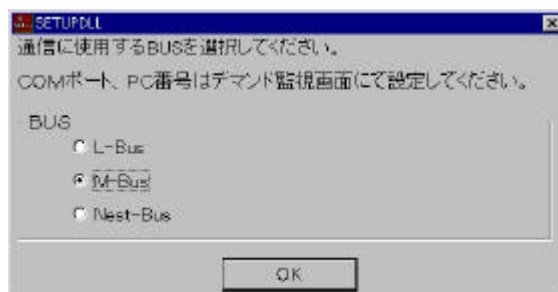 SETUPDLL
通信に使用するBUSを選択してください。
COMポート、PC番号はデマンド監視画面にて設定してください。
BUS
L-Bus
M-Bus
Nest-Bus
OK